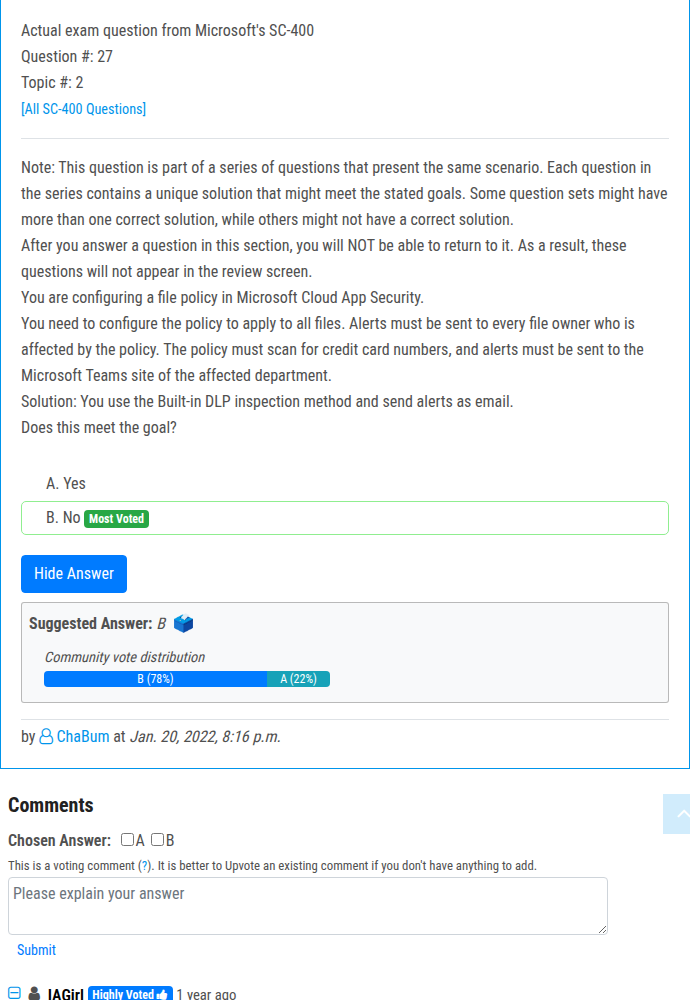 Actual exam question from Microsoft's SC-400
Question #: 27
Topic #: 2
[All SC-400 Questions]
Note: This question is part of a series of questions that present the same scenario. Each question in
the series contains a unique solution that might meet the stated goals. Some question sets might have
more than one correct solution, while others might not have a correct solution.
After you answer a question in this section, you will NOT be able to return to it. As a result, these
questions will not appear in the review screen.
You are configuring a file policy in Microsoft Cloud App Security.
You need to configure the policy to apply to all files. Alerts must be sent to every file owner who is
affected by the policy. The policy must scan for credit card numbers, and alerts must be sent to the
Microsoft Teams site of the affected department.
Solution: You use the Built-in DLP inspection method and send alerts as email.
Does this meet the goal?
A. Yes
B. No Most Voted
Hide Answer
Suggested Answer: B
Community vote distribution
B (78%) A (22%)
by ChaBum at Jan. 20, 2022, 8:16 p.m.
Comments
Chosen Answer: A B
This is a voting comment (?). It is better to Upvote an existing comment if you don't have anything to add.
Please explain your answer
Submit
IAGirl Highly Voted 1 year ago